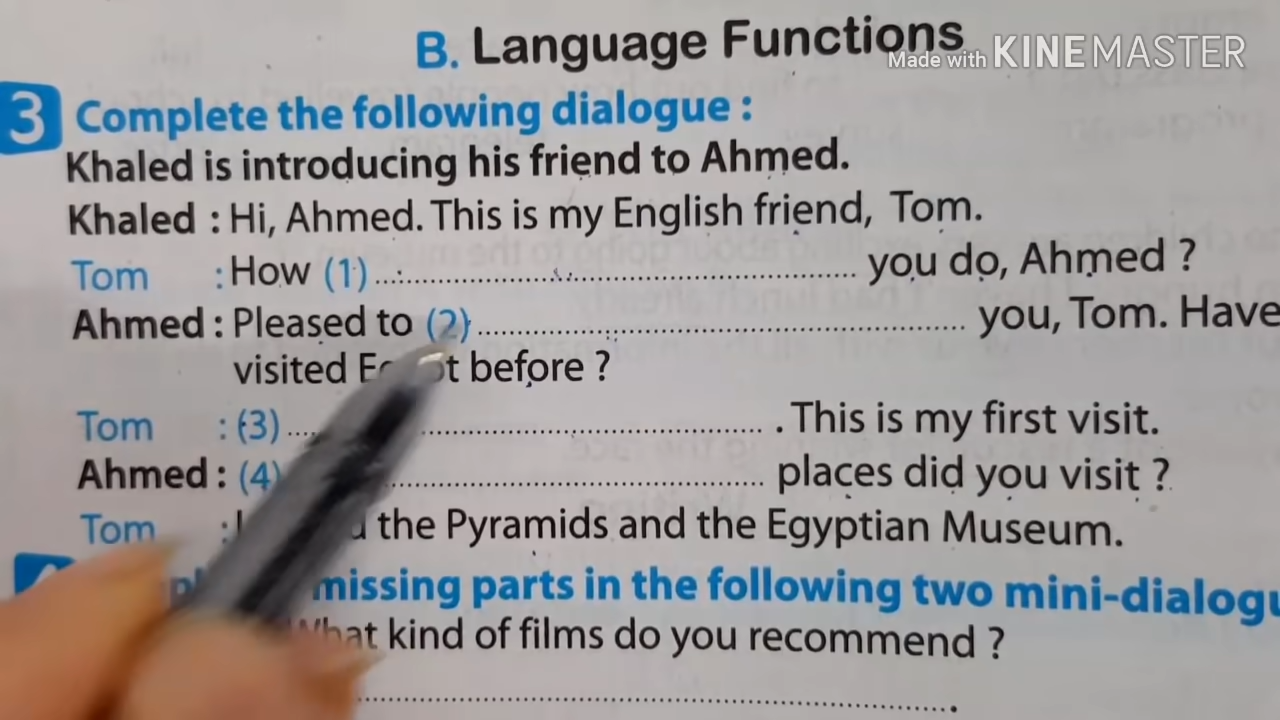 B. Language Functions
Made with KINEMASTER
3 Complete the following dialogue :
Khaled is introducing his friend to Ahmed.
Khaled : Hi, Ahmed. This is my English friend, Tom.
Tom : How (1) ........................ you do, Ahmed ?
Ahmed : Pleased to (2) ........................ you, Tom. Have
visited before ?
Tom : (3) ........................ . This is my first visit.
Ahmed : (4) ........................ places did you visit ?
Tom : the Pyramids and the Egyptian Museum.
missing parts in the following two
What kind of films do you recommend ?
........................ .